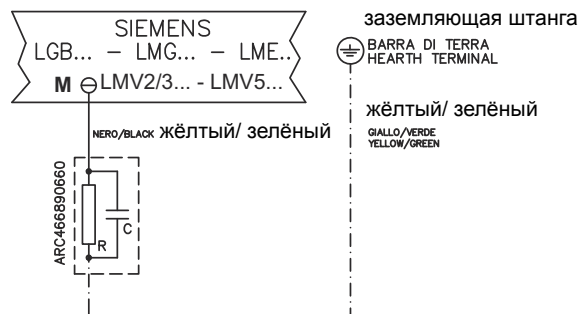 SIEMENS
LGB... – LMG... – LME..
M LMV2/3... - LMV5...
заземляющая штанга
BARRA DI TERRA
HEARTH TERMINAL
NERO/BLACK жёлтый/ зелёный
жёлтый/ зелёный
GIALLO/VERDE
YELLOW/GREEN
ARC466890660
R
C